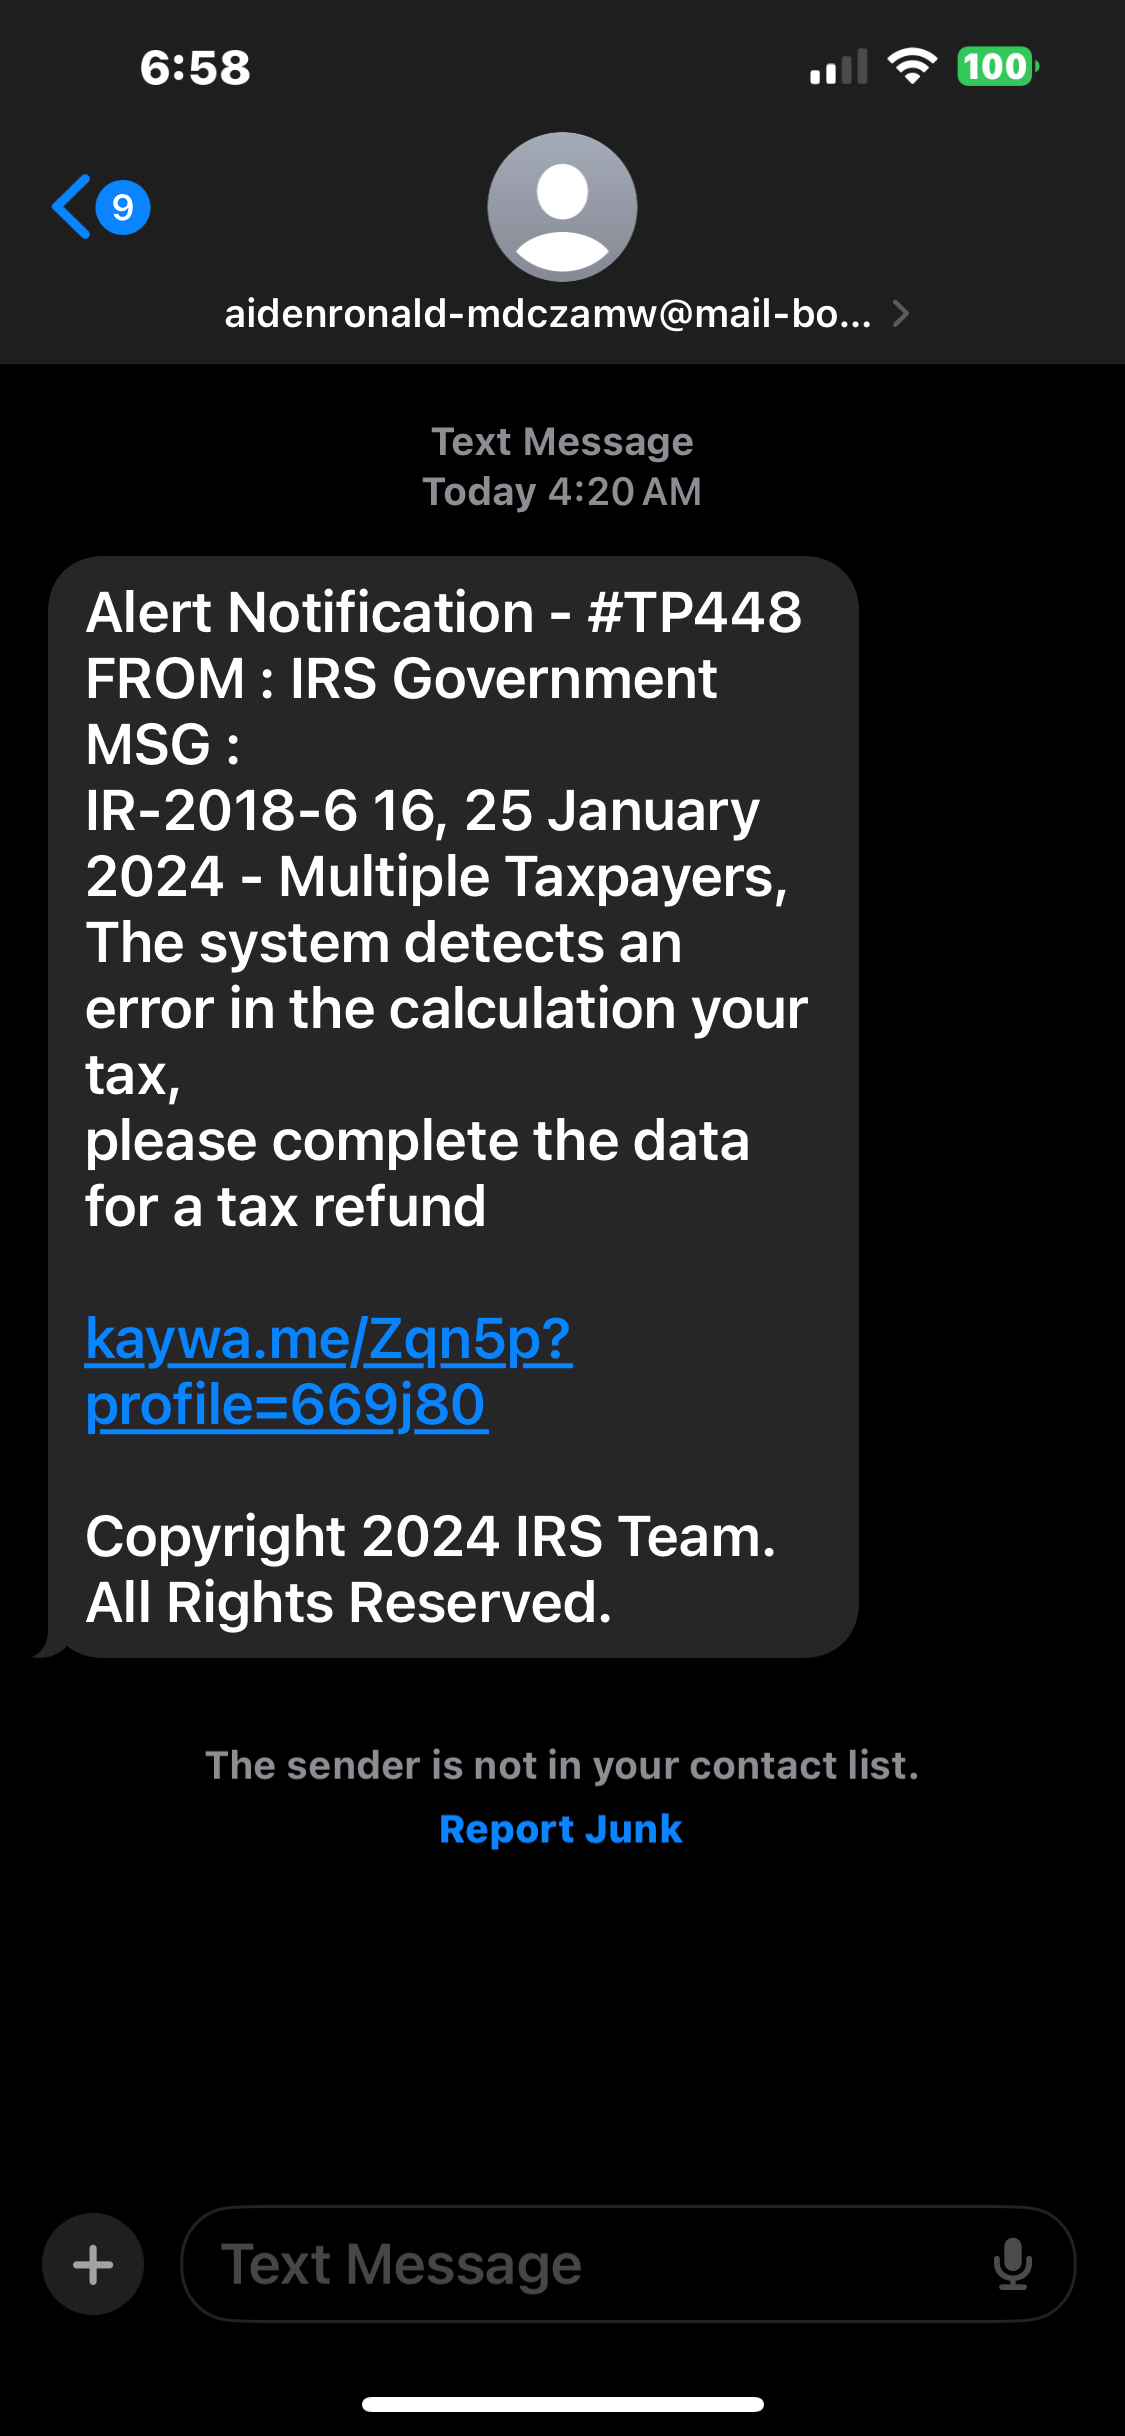 6:58
100
9
aidenronald-mdczamw@mail-bo...
Text Message
Today 4:20 AM
Alert Notification - #TP448
FROM : IRS Government
MSG :
IR-2018-6 16, 25 January
2024 - Multiple Taxpayers,
The system detects an
error in the calculation your
tax,
please complete the data
for a tax refund
kaywa.me/Zqn5p?
profile=669j80
Copyright 2024 IRS Team.
All Rights Reserved.
The sender is not in your contact list.
Report Junk
Text Message